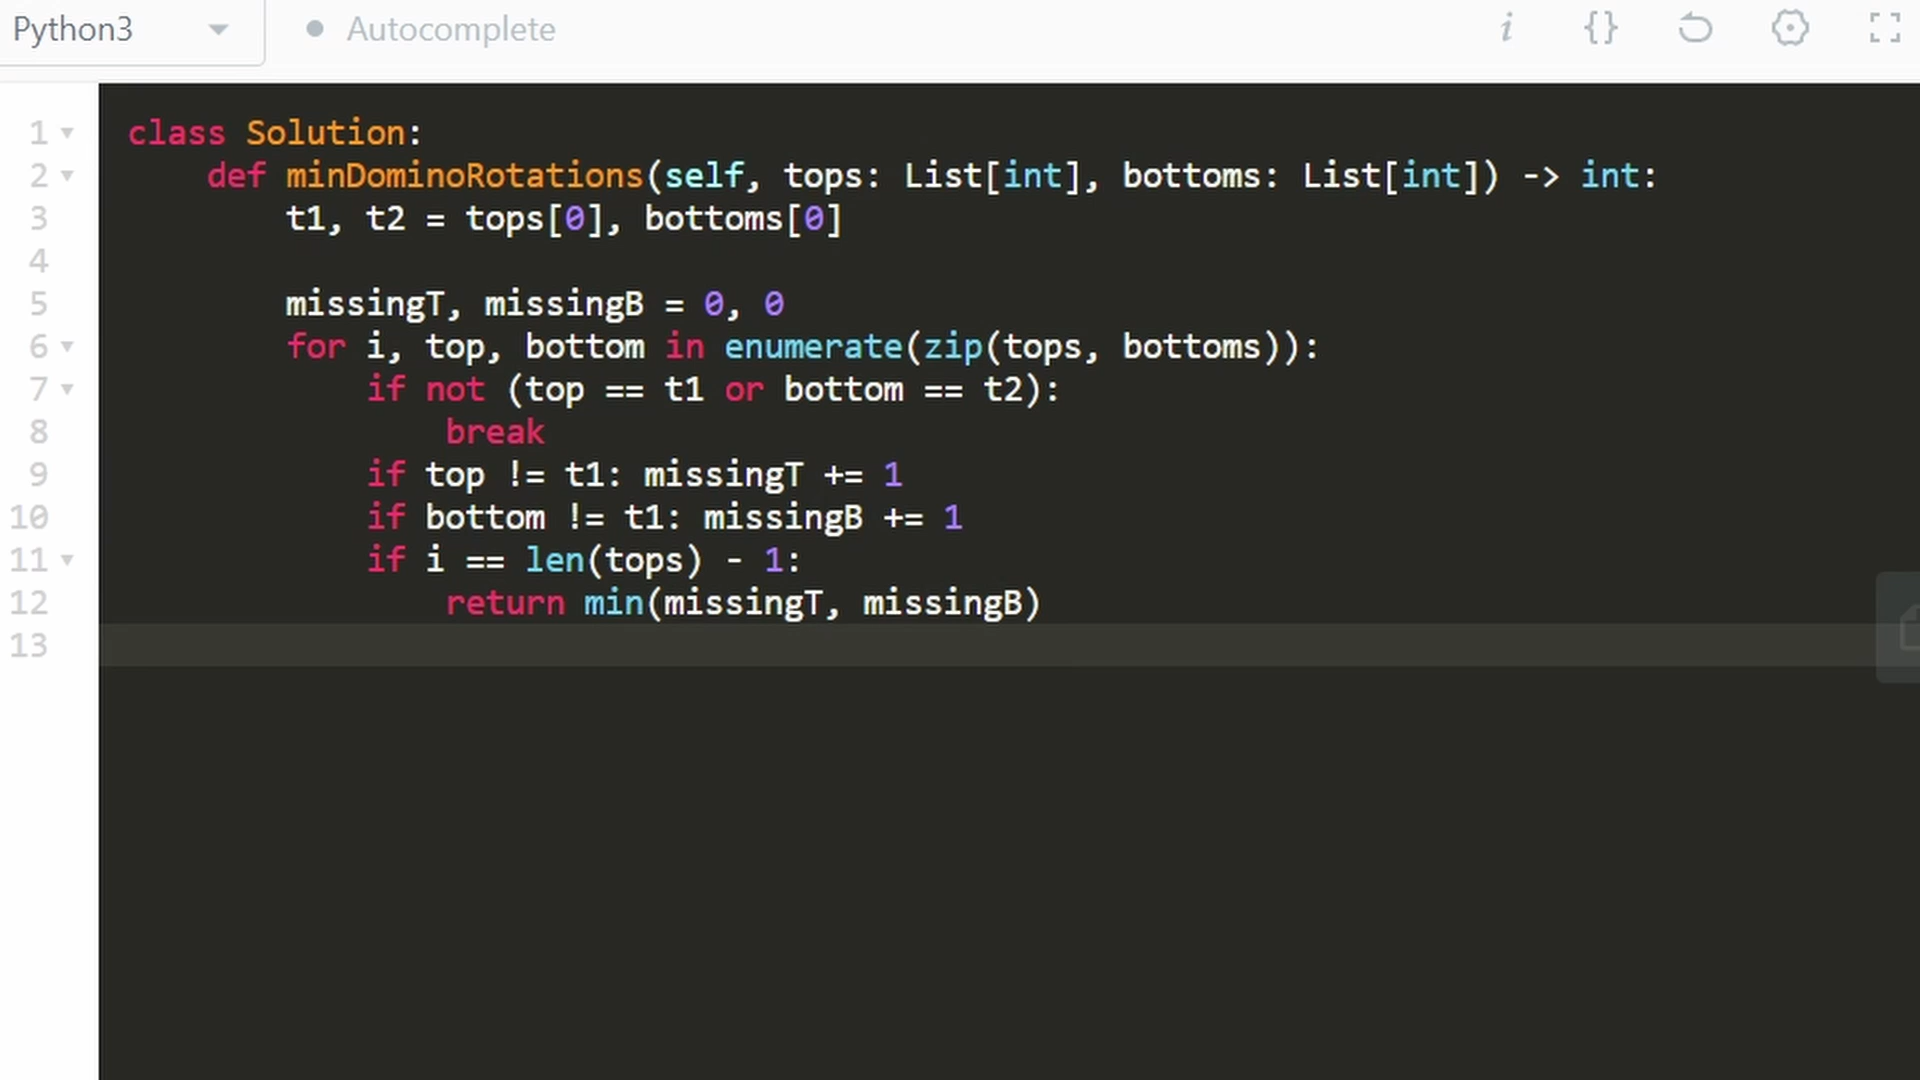 Python3
Autocomplete
i {}
1 class Solution:
2 def minDominoRotations(self, tops: List[int], bottoms: List[int]) -> int:
3 t1, t2 = tops[0], bottoms[0]
4
5 missingT, missingB = 0, 0
6 for i, top, bottom in enumerate(zip(tops, bottoms)):
7 if not (top == t1 or bottom == t2):
8 break
9 if top != t1: missingT += 1
10 if bottom != t1: missingB += 1
11 if i == len(tops) - 1:
12 return min(missingT, missingB)
13